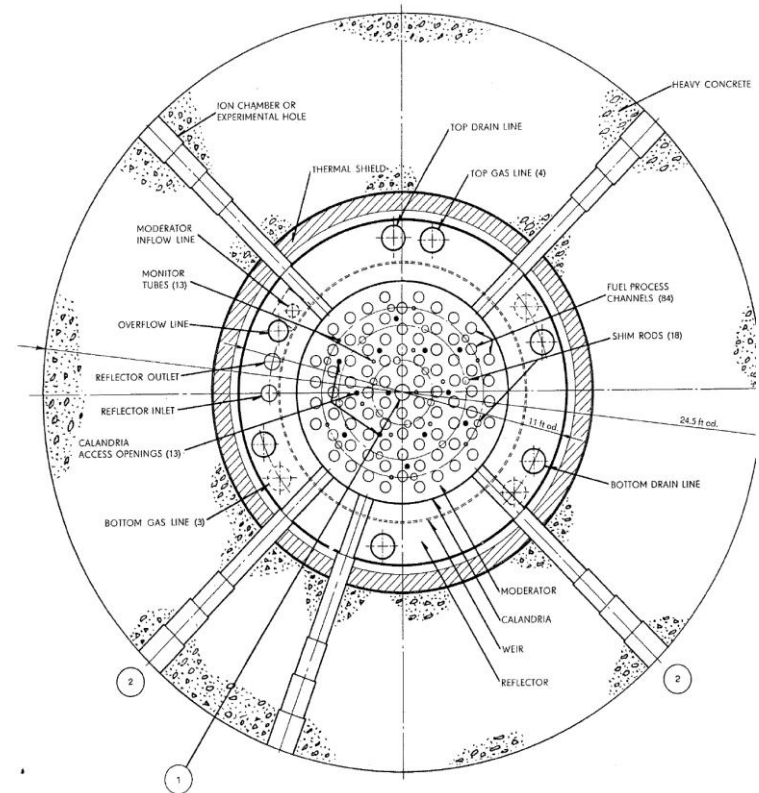 HEAVY CONCRETE
ION CHAMBER OR
EXPERIMENTAL HOLE
TOP DRAIN LINE
TOP GAS LINE (4)
THERMAL SHIELD
MODERATOR
INFLOW LINE
MONITOR
TUBES (13)
FUEL PROCESS
CHANNELS (84)
OVERFLOW LINE
SHIM RODS (18)
REFLECTOR OUTLET
REFLECTOR INLET
11 ft od.
24.5 ft od.
CALANDRIA
ACCESS OPENINGS (13)
BOTTOM DRAIN LINE
BOTTOM GAS LINE (3)
MODERATOR
CALANDRIA
WEIR
REFLECTOR
2
2
1